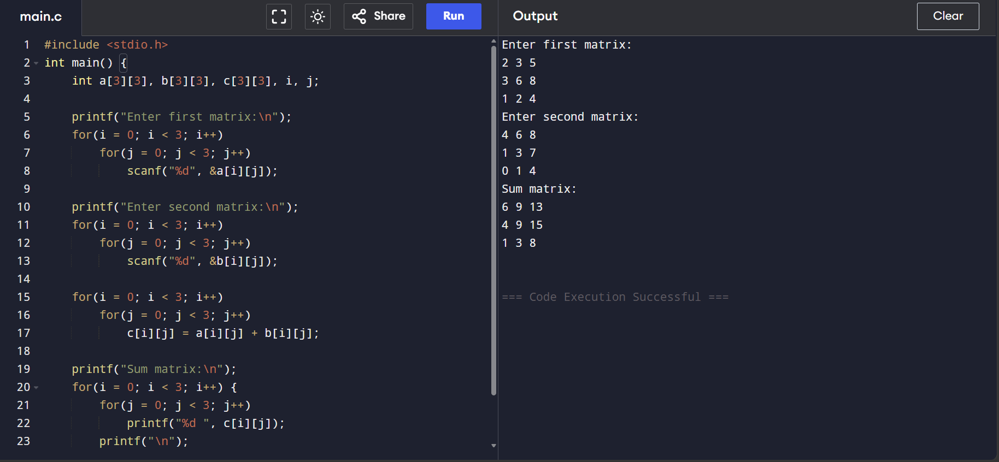 main.c
Share
Run
Output
Clear
1 #include <stdio.h>
2 int main() {
3     int a[3][3], b[3][3], c[3][3], i, j;
4
5     printf("Enter first matrix:\n");
6     for(i = 0; i < 3; i++)
7         for(j = 0; j < 3; j++)
8             scanf("%d", &a[i][j]);
9
10     printf("Enter second matrix:\n");
11     for(i = 0; i < 3; i++)
12         for(j = 0; j < 3; j++)
13             scanf("%d", &b[i][j]);
14
15     for(i = 0; i < 3; i++)
16         for(j = 0; j < 3; j++)
17             c[i][j] = a[i][j] + b[i][j];
18
19     printf("Sum matrix:\n");
20     for(i = 0; i < 3; i++) {
21         for(j = 0; j < 3; j++)
22             printf("%d ", c[i][j]);
23         printf("\n");
Enter first matrix:
2 3 5
3 6 8
1 2 4
Enter second matrix:
4 6 8
1 3 7
0 1 4
Sum matrix:
6 9 13
4 9 15
1 3 8
=== Code Execution Successful ===